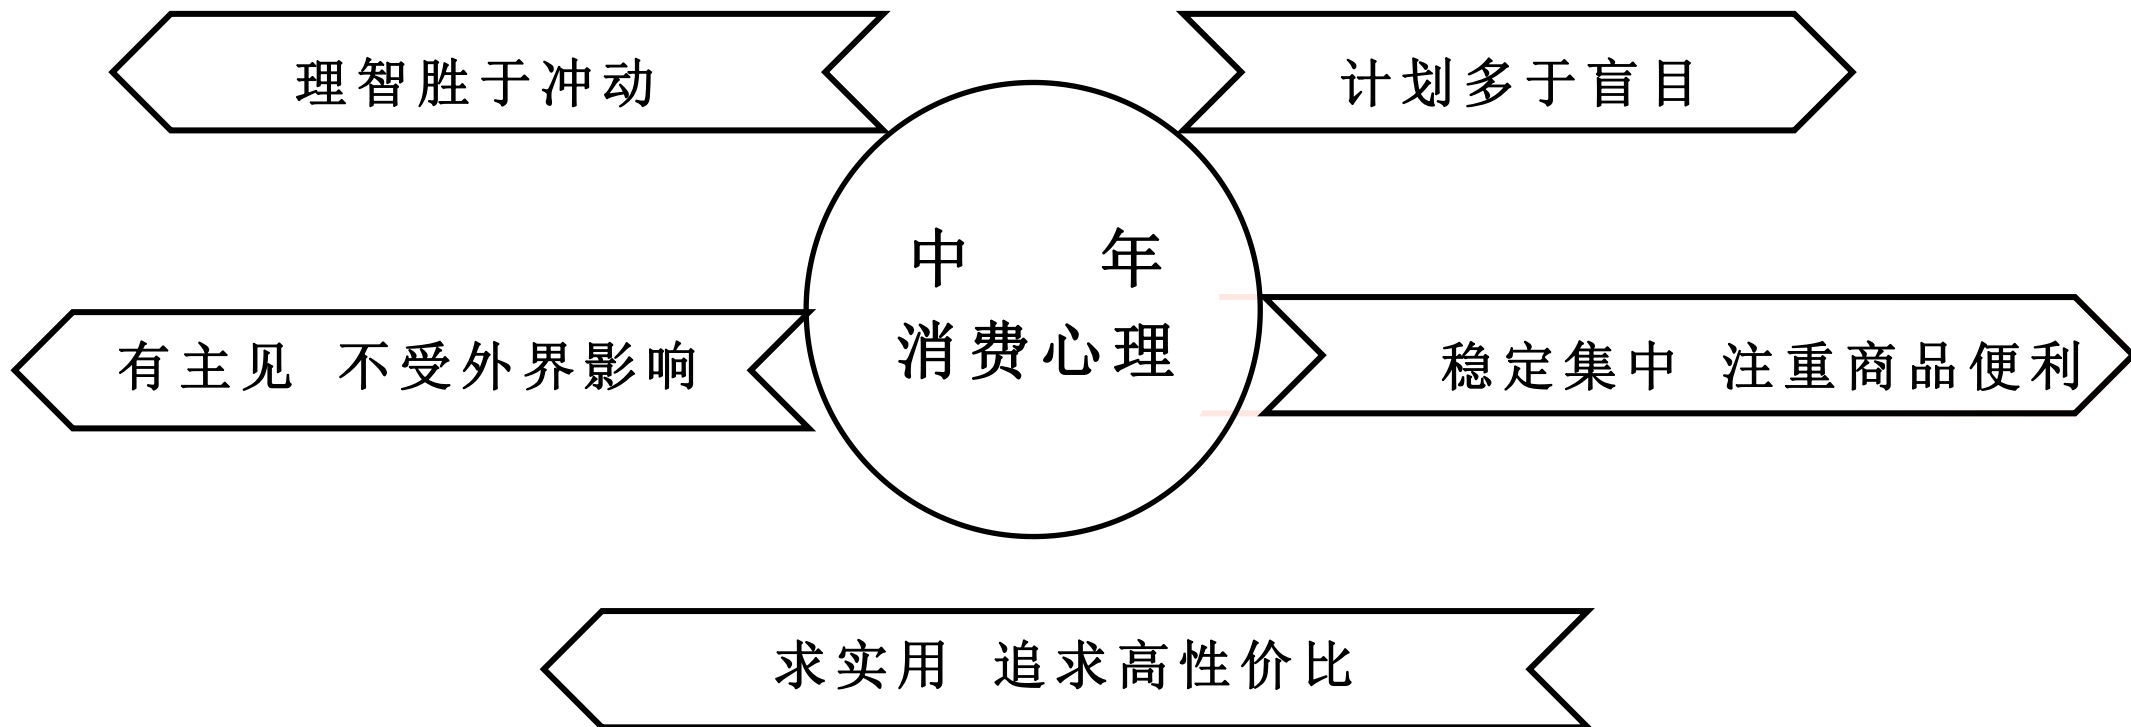 理智胜于冲动
计划多于盲目
中 年
消费心理
有主见 不受外界影响
稳定集中 注重商品便利
求实用 追求高性价比